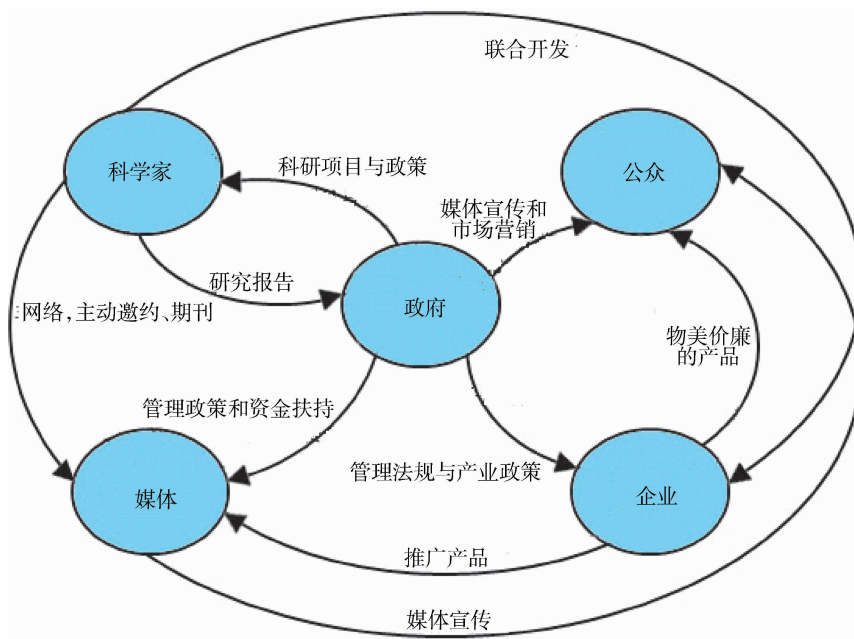 联合开发
科学家
公众
科研项目与政策
媒体宣传和
市场营销
研究报告
政府
网络,主动邀约、期刊
物美价廉
的产品
管理政策和资金扶持
管理法规与产业政策
媒体
企业
推广产品
媒体宣传